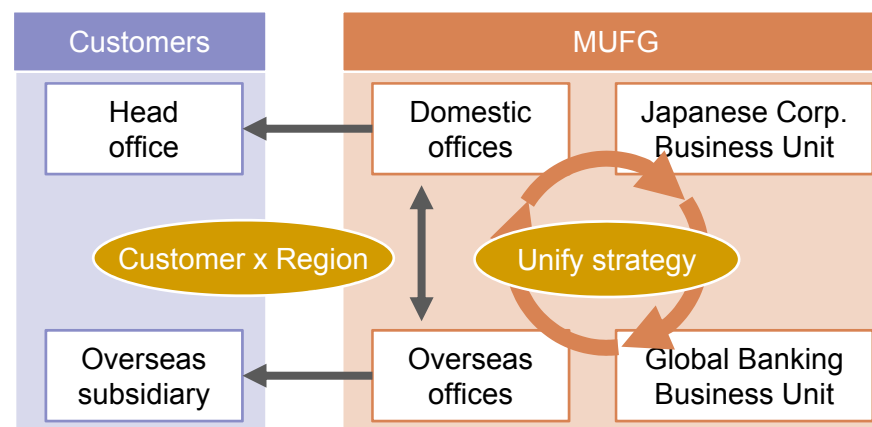 Customers
MUFG
Head
office
Domestic
offices
Japanese Corp.
Business Unit
Customer x Region
Unify strategy
Overseas
subsidiary
Overseas
offices
Global Banking
Business Unit